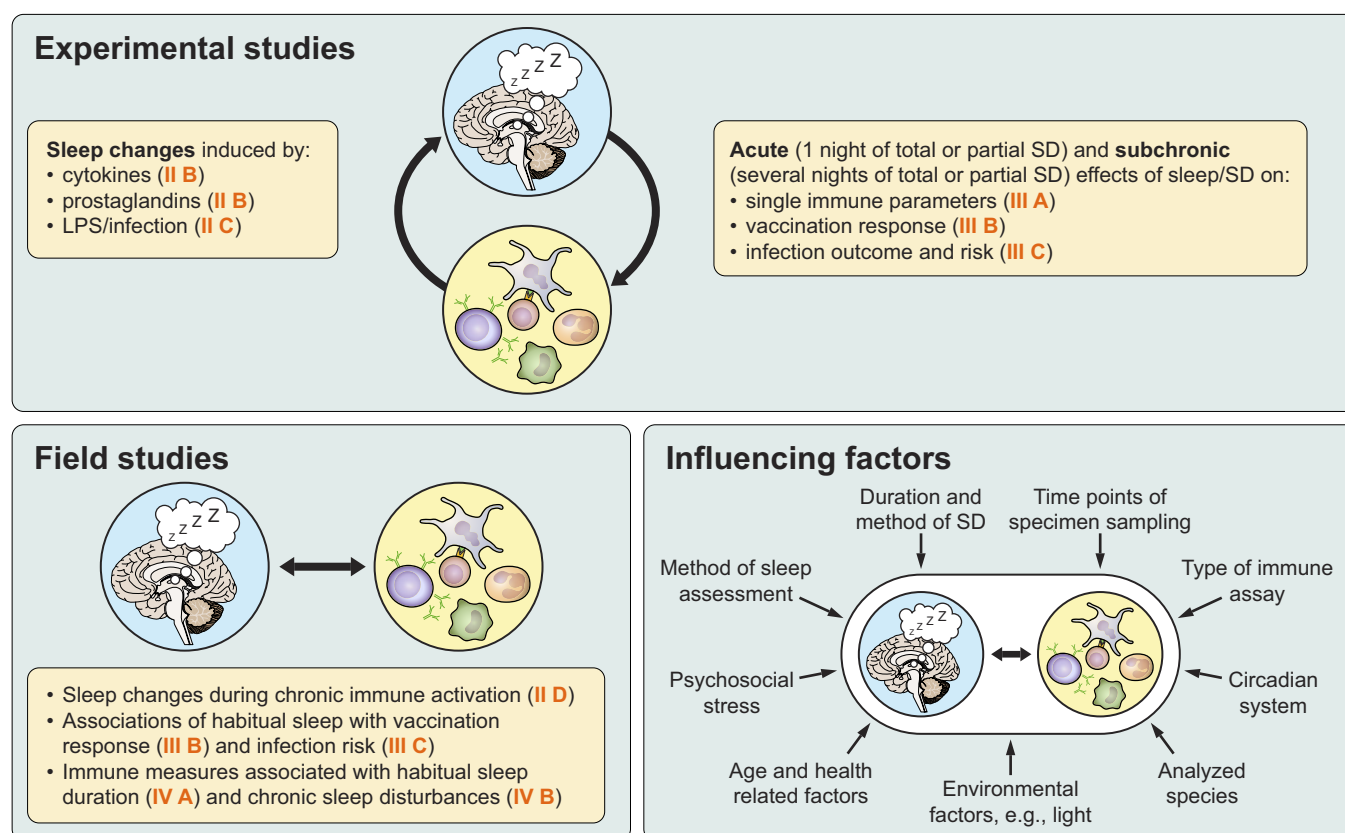 Experimental studies
z z z Z
Sleep changes induced by:
• cytokines (II B)
• prostaglandins (II B)
• LPS/infection (II C)
Acute (1 night of total or partial SD) and subchronic
(several nights of total or partial SD) effects of sleep/SD on:
• single immune parameters (III A)
• vaccination response (III B)
• infection outcome and risk (III C)
Field studies
z z z Z
• Sleep changes during chronic immune activation (II D)
• Associations of habitual sleep with vaccination
response (III B) and infection risk (III C)
• Immune measures associated with habitual sleep
duration (IV A) and chronic sleep disturbances (IV B)
Influencing factors
Duration and
method of SD
Time points of
specimen sampling
Method of sleep
assessment
Type of immune
assay
z z z Z
Psychosocial
stress
Circadian
system
Age and health
related factors
Environmental
factors, e.g., light
Analyzed
species